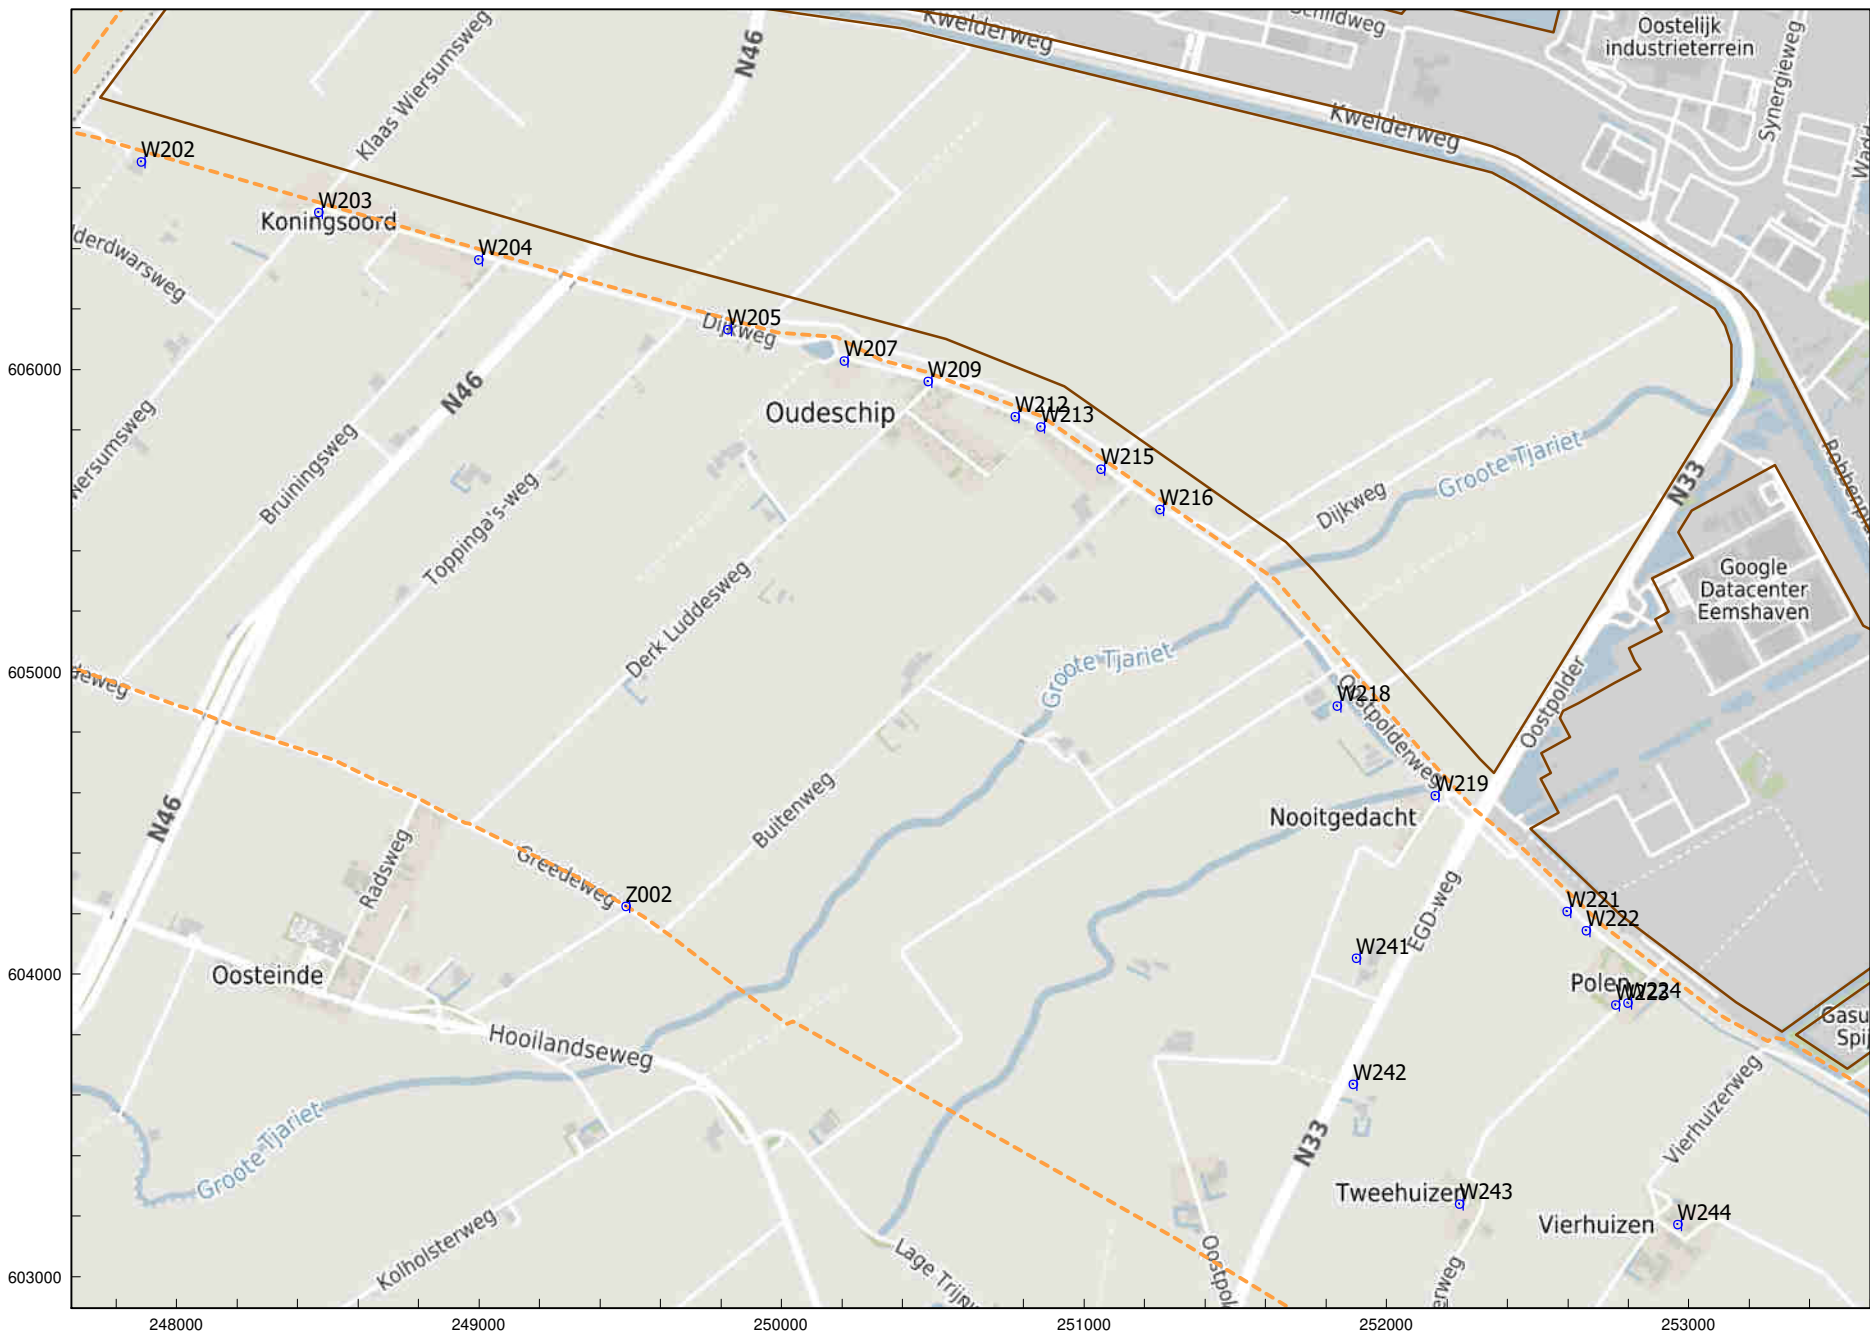 Kwelderweg
Schildweg
Oostelijk
industrieterrein
Synergieweg
N46
Klaas Wiersumsweg
Kwelderweg
W202
W203
Koningsoord
W204
W205
Dijkweg
W207
W209
606000
N46
Oudeschip
W212
W213
W215
W216
Groote Tjariet
Dijkweg
N33
Bruiningsweg
Toppinga's-weg
Derk Luddesweg
Google
Datacenter
Eemshaven
605000
Groote Tjariet
W218
Oostpolderweg
Oostpolder
W219
Nooitgedacht
N46
Radsweg
Greedeweg
Buitenweg
Z002
W221
W222
EGD-weg
W241
604000
Oosteinde
Polen
W223
W224
Hooilandseweg
W242
Groote Tjariet
N33
Vierhuizerweg
Tweehuizen
W243
Vierhuizen
W244
Kolholsterweg
603000
248000
249000
250000
251000
252000
253000